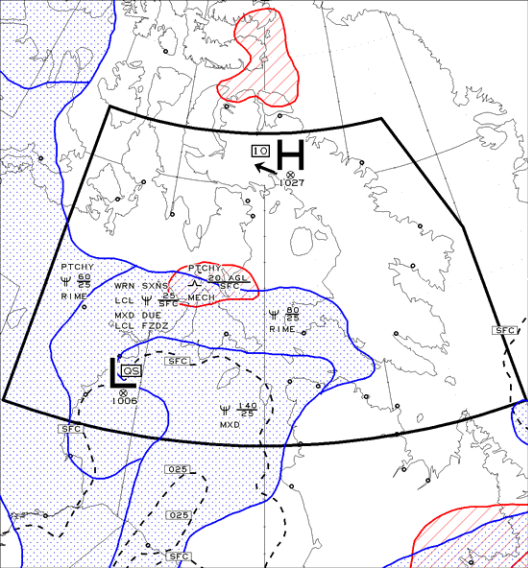 10
H
1027
PTCHY
60
25
RIME
WRN SXNS
LCL 25
SFC
MXD DUE
LCL FZDZ
PTCHY
20 AGL
SFC
MECH
80
25
RIME
SFC
SFC
L
QS
1006
140
25
MXD
SFC
025
025
SFC